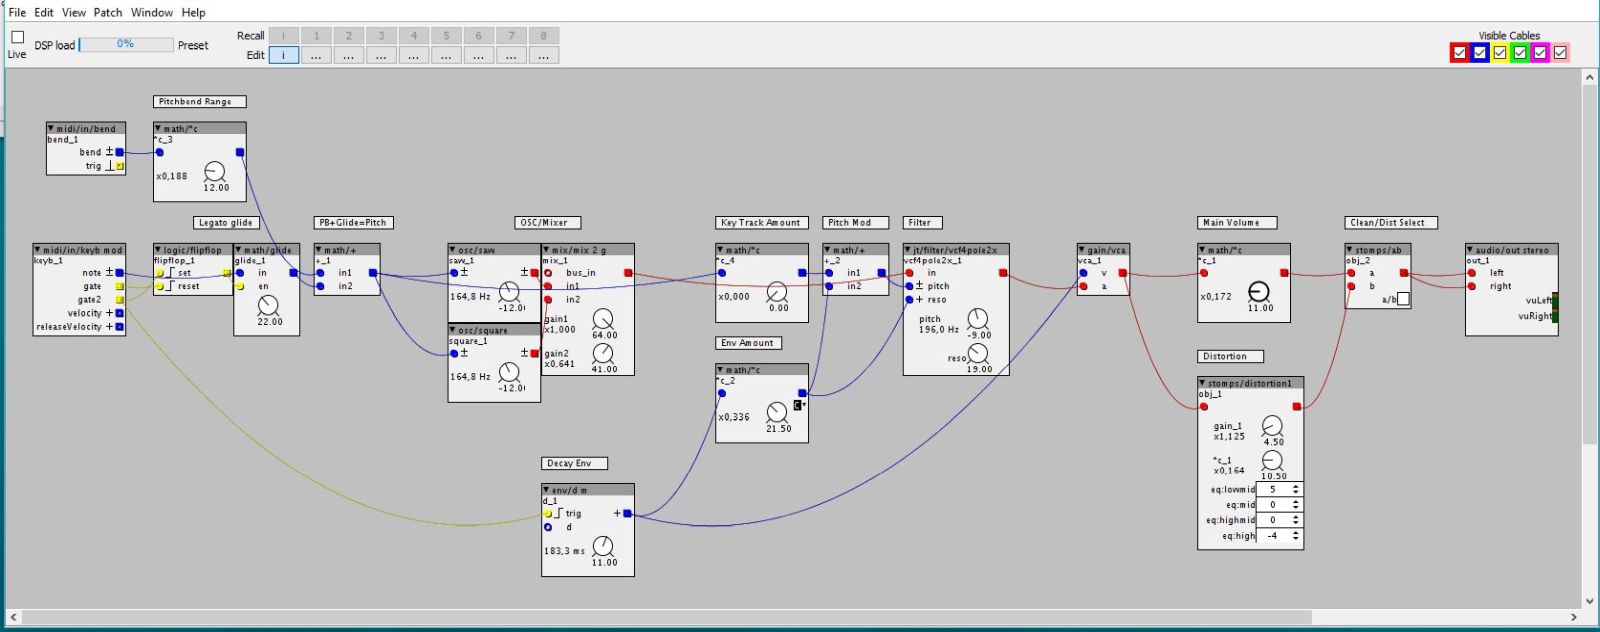 File Edit View Patch Window Help
Live
DSP load 0% Preset
Recall i 1 2 3 4 5 6 7 8
Edit i ... ... ... ... ... ... ... ...
Visible Cables
Pitchbend Range
midi/in/bend
bend_1
bend ±
trig
math/*c
*c_3
x0,188
12.00
Legato glide
PB+Glide=Pitch
OSC/Mixer
Key Track Amount
Pitch Mod
Filter
Main Volume
Clean/Dist Select
midi/in/keyb mod
keyb_1
note ±
gate
gate2
velocity +
releaseVelocity +
logic/flipflop
flipflop_1
set
reset
math/glide
glide_1
in
en
22.00
math/+
+_1
in1
in2
osc/saw
saw_1
± ±
164,8 Hz
-12.0
osc/square
square_1
± ±
164,8 Hz
-12.0
mix/mix 2 g
mix_1
bus_in
in1
in2
gain1
x1,000
64.00
gain2
x0,641
41.00
math/*c
*c_4
x0,000
0.00
math/+
+_2
in1
in2
jt/filter/vcf4pole2x
vcf4pole2x_1
in
± pitch
+ reso
pitch
196,0 Hz
-9.00
reso
19.00
gain/vca
vca_1
v
a
math/*c
*c_1
x0,172
11.00
stomps/ab
obj_2
a
b
a/b
audio/out stereo
out_1
left
right
vuLeft
vuRight
Env Amount
math/*c
*c_2
C
x0,336
21.50
Distortion
stomps/distortion1
obj_1
gain_1
x1,125
4.50
*c_1
x0,164
10.50
eq:lowmid 5
eq:mid 0
eq:highmid 0
eq:high -4
Decay Env
env/d m
d_1
trig +
d
183,3 ms
11.00